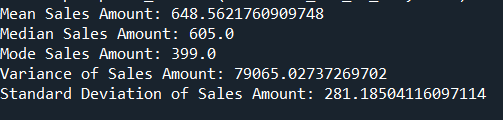 Mean Sales Amount: 648.5621760909748
Median Sales Amount: 605.0
Mode Sales Amount: 399.0
Variance of Sales Amount: 79065.02737269702
Standard Deviation of Sales Amount: 281.18504116097114